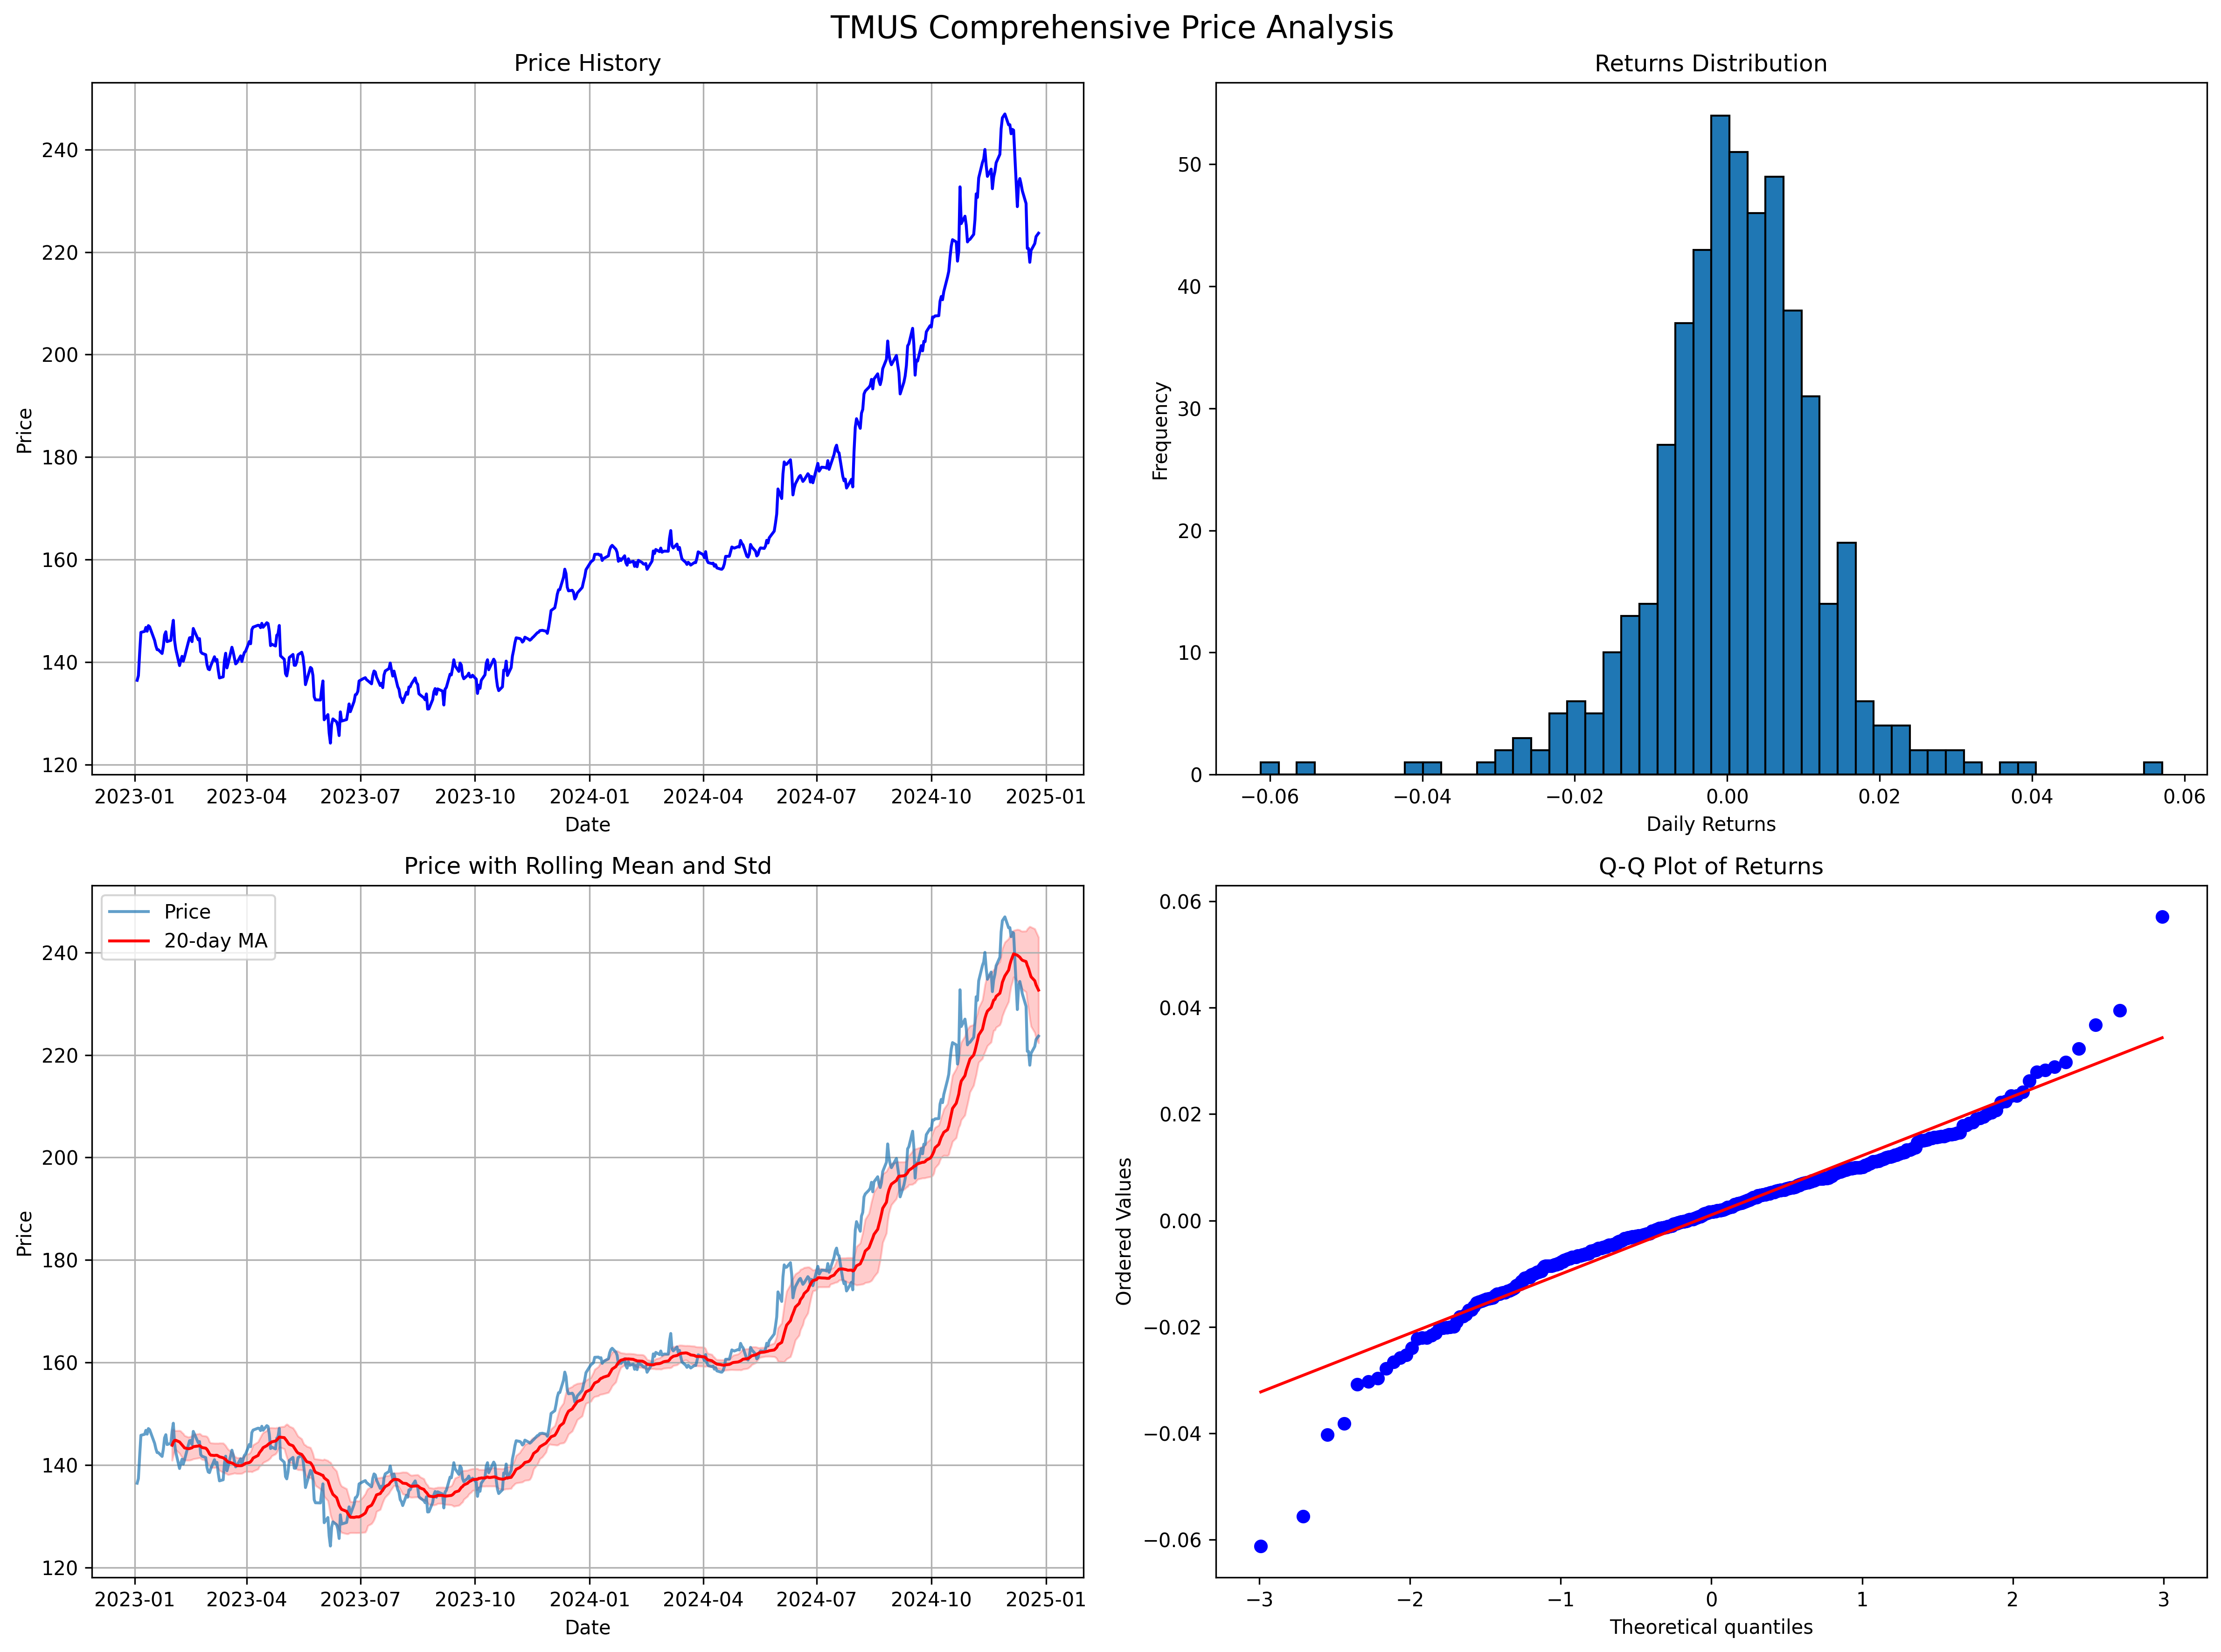 TMUS Comprehensive Price Analysis
Price History
Price
240
220
200
180
160
140
120
2023-01 2023-04 2023-07 2023-10 2024-01 2024-04 2024-07 2024-10 2025-01
Date
Returns Distribution
Frequency
50
40
30
20
10
0
−0.06 −0.04 −0.02 0.00 0.02 0.04 0.06
Daily Returns
Price with Rolling Mean and Std
Price
20-day MA
Price
240
220
200
180
160
140
120
2023-01 2023-04 2023-07 2023-10 2024-01 2024-04 2024-07 2024-10 2025-01
Date
Q-Q Plot of Returns
Ordered Values
0.06
0.04
0.02
0.00
−0.02
−0.04
−0.06
−3 −2 −1 0 1 2 3
Theoretical quantiles